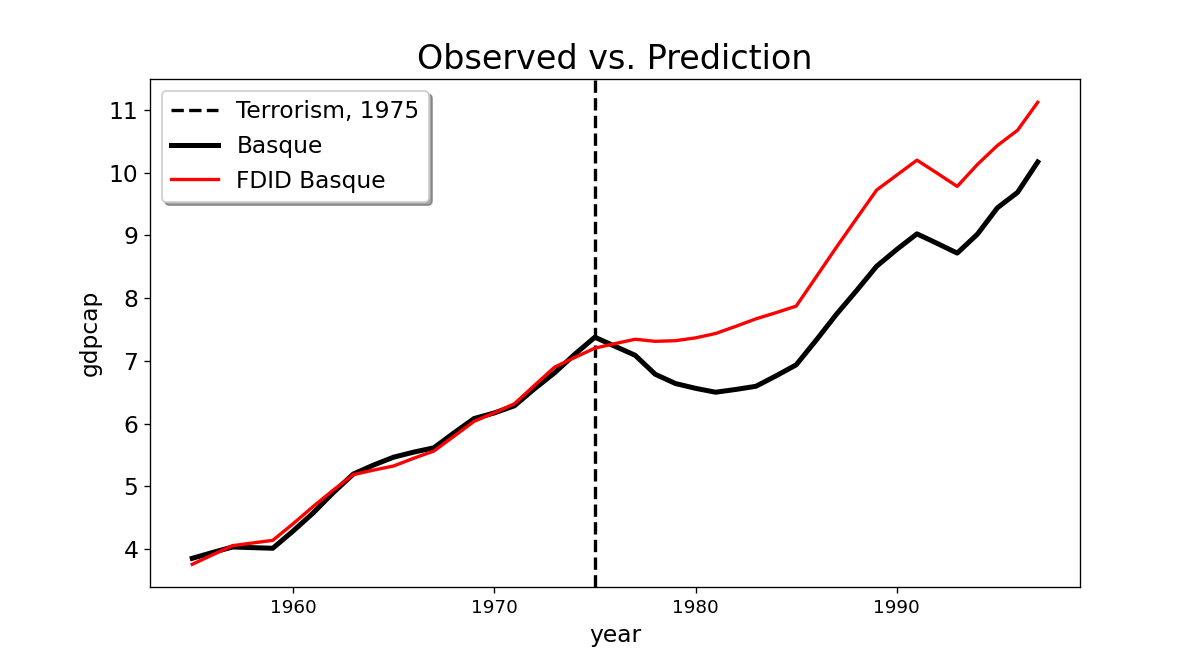 Observed vs. Prediction
Terrorism, 1975
Basque
FDID Basque
11
10
9
8
7
6
5
4
gdpcap
1960
1970
1980
1990
year